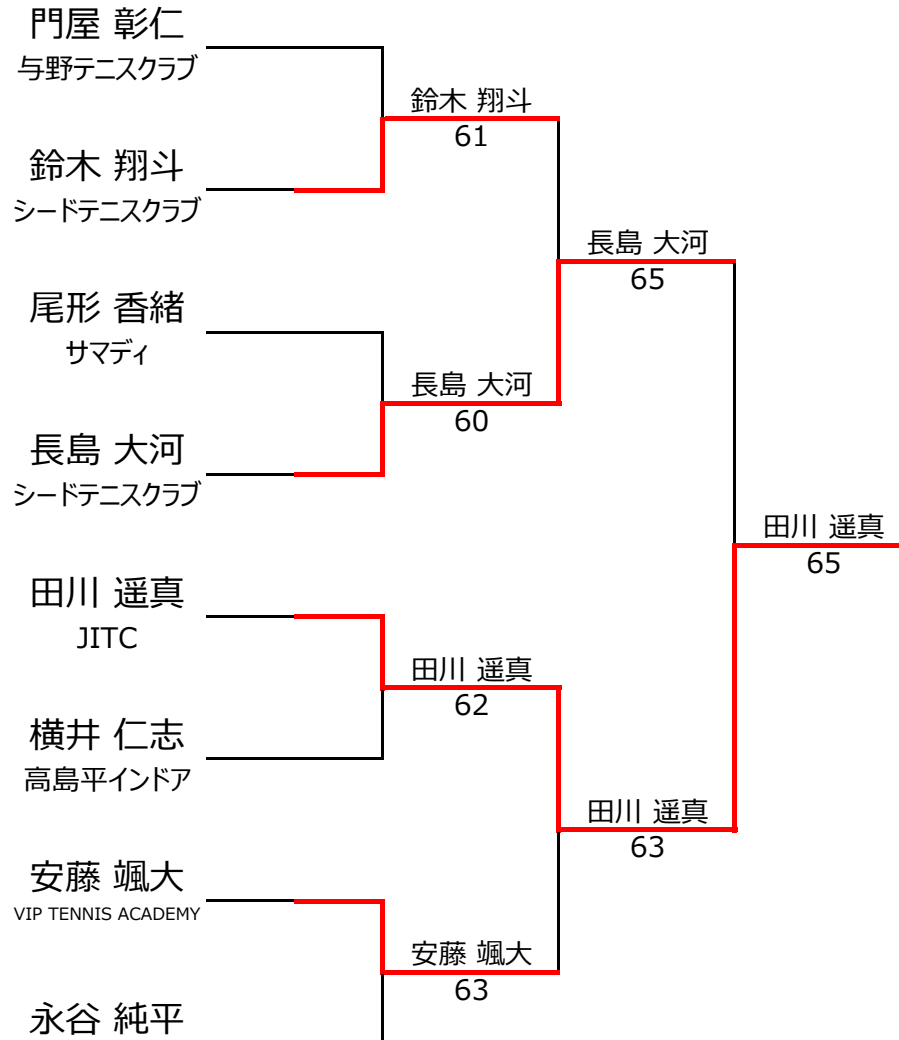 門屋 彰仁
与野テニスクラブ
鈴木 翔斗
61
鈴木 翔斗
シードテニスクラブ
長島 大河
65
尾形 香緒
サマディ
長島 大河
60
長島 大河
シードテニスクラブ
田川 遥真
65
田川 遥真
JITC
田川 遥真
62
横井 仁志
高島平インドア
田川 遥真
63
安藤 颯大
VIP TENNIS ACADEMY
安藤 颯大
63
永谷 純平